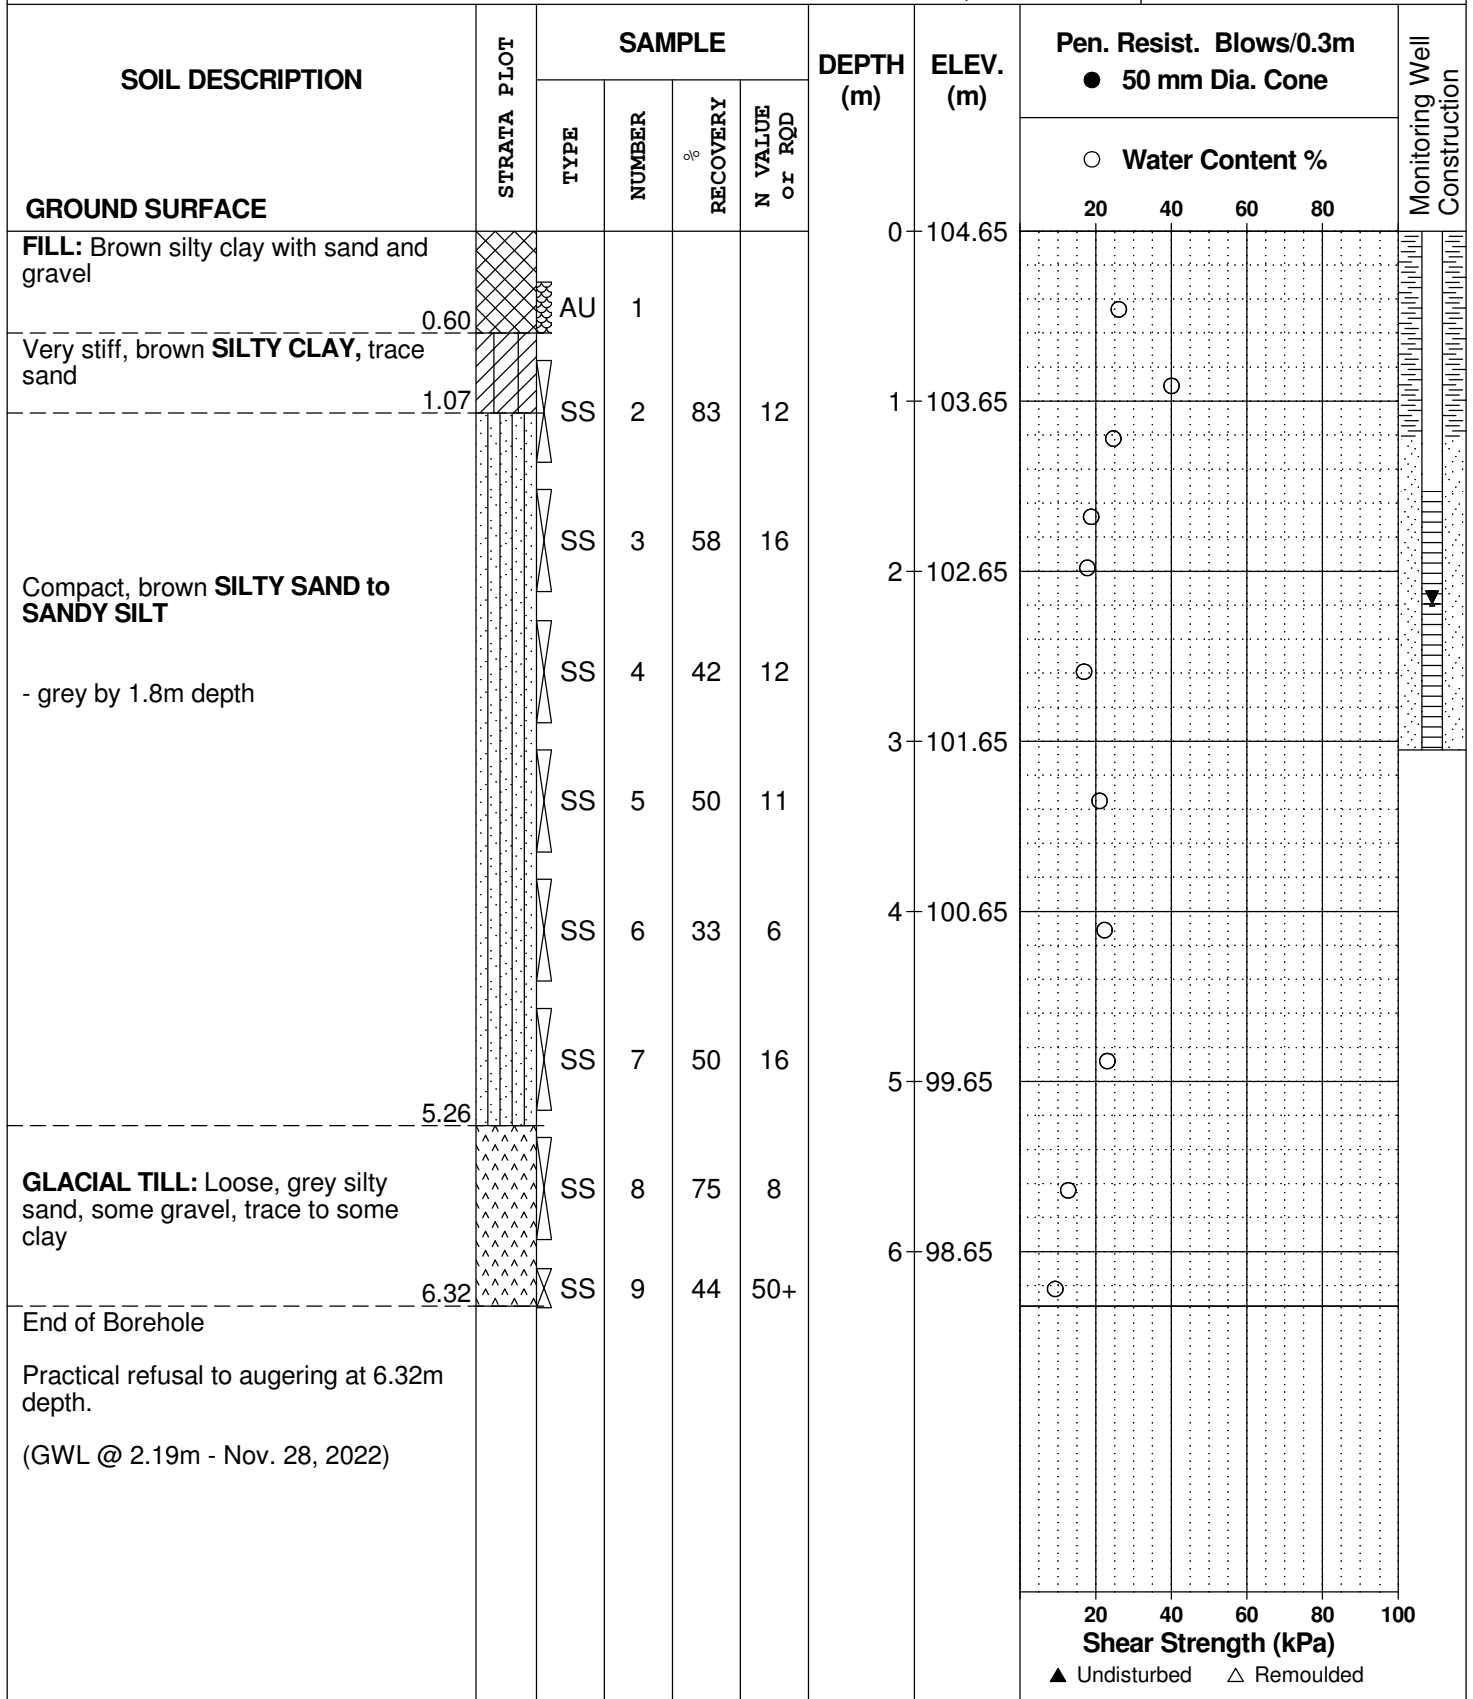 SOIL DESCRIPTION
GROUND SURFACE
STRATA PLOT
SAMPLE
TYPE
NUMBER
% RECOVERY
N VALUE or RQD
DEPTH (m)
ELEV. (m)
Pen. Resist. Blows/0.3m
● 50 mm Dia. Cone
○ Water Content %
20 40 60 80
Monitoring Well Construction
0 104.65
FILL: Brown silty clay with sand and
gravel
AU 1
0.60
Very stiff, brown SILTY CLAY, trace
sand
1.07
1 103.65
SS 2 83 12
SS 3 58 16
2 102.65
Compact, brown SILTY SAND to
SANDY SILT
SS 4 42 12
- grey by 1.8m depth
3 101.65
SS 5 50 11
4 100.65
SS 6 33 6
SS 7 50 16
5 99.65
5.26
GLACIAL TILL: Loose, grey silty
sand, some gravel, trace to some
clay
SS 8 75 8
6 98.65
6.32
SS 9 44 50+
End of Borehole
Practical refusal to augering at 6.32m
depth.
(GWL @ 2.19m - Nov. 28, 2022)
20 40 60 80 100
Shear Strength (kPa)
▲ Undisturbed △ Remoulded